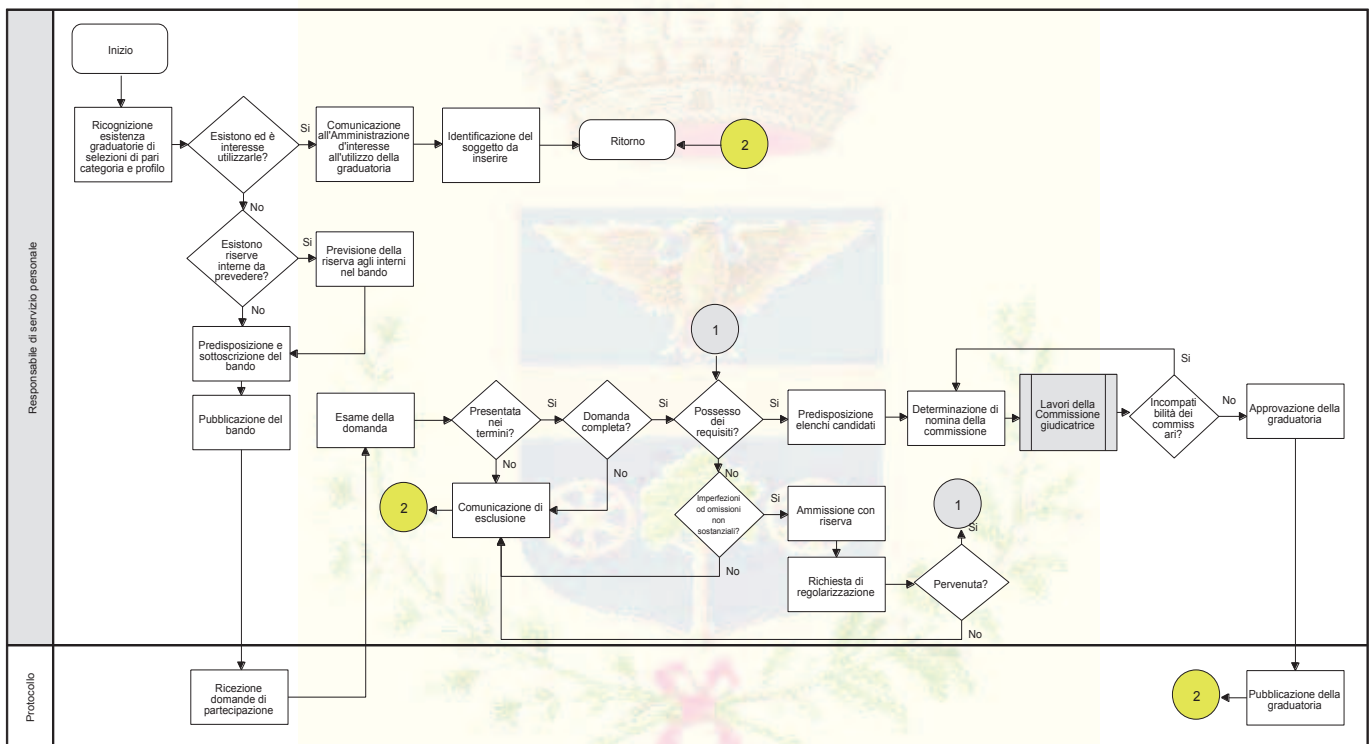 Responsabile di servizio personale
Inizio
Ricognizione
esistenza
graduatorie di
selezioni di pari
categoria e profilo
Esistono ed è
interesse
utilizzarle?
Si
Comunicazione
all'Amministrazione
d'interesse
all'utilizzo della
graduatoria
Identificazione del
soggetto da
inserire
Ritorno
2
No
Esistono
riserve
interne da
prevedere?
Si
Previsione della
riserva agli interni
nel bando
No
Predisposizione e
sottoscrizione del
bando
Pubblicazione del
bando
Esame della
domanda
Presentata
nei
termini?
Si
Domanda
completa?
Si
1
Possesso
dei
requisiti?
Si
Predisposizione
elenchi candidati
Determinazione di
nomina della
commissione
Lavori della
Commissione
giudicatrice
Si
Incompati
bilità dei
commiss
ari?
No
Approvazione della
graduatoria
No
No
No
2
Comunicazione di
esclusione
Imperfezioni
od omissioni
non
sostanziali?
Si
Ammissione con
riserva
No
Richiesta di
regolarizzazione
Pervenuta?
Si
1
No
Protocollo
Ricezione
domande di
partecipazione
2
Pubblicazione della
graduatoria